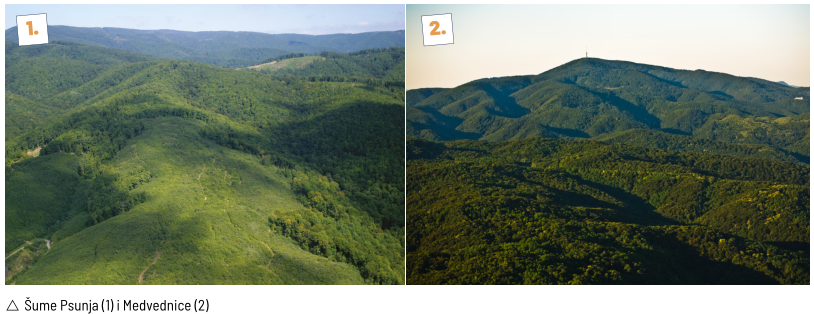 1.
2.
△ Šume Psunja (1) i Medvednice (2)